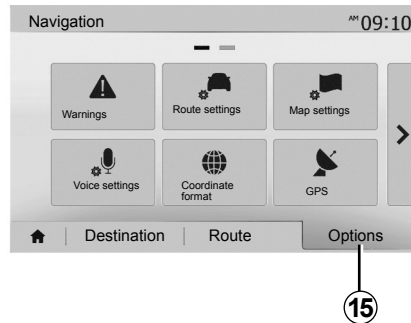 Navigation AM 09:10
Warnings Route settings Map settings
Voice settings Coordinate format GPS
Destination Route Options
15